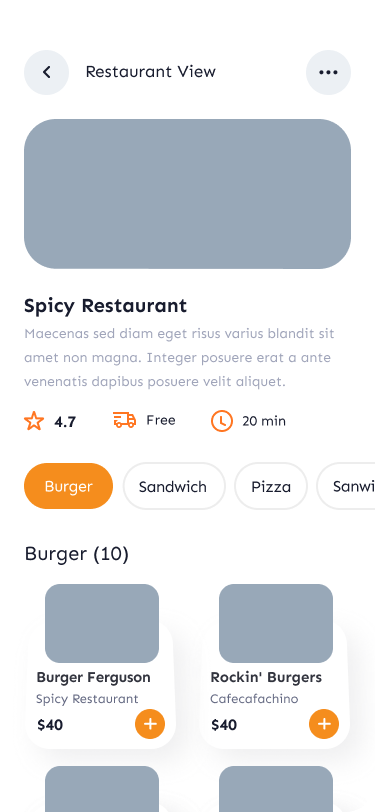 Restaurant View
Spicy Restaurant
Maecenas sed diam eget risus varius blandit sit
amet non magna. Integer posuere erat a ante
venenatis dapibus posuere velit aliquet.
4.7 Free 20 min
Burger Sandwich Pizza Sanwi
Burger (10)
Burger Ferguson
Spicy Restaurant
$40
Rockin' Burgers
Cafecafachino
$40